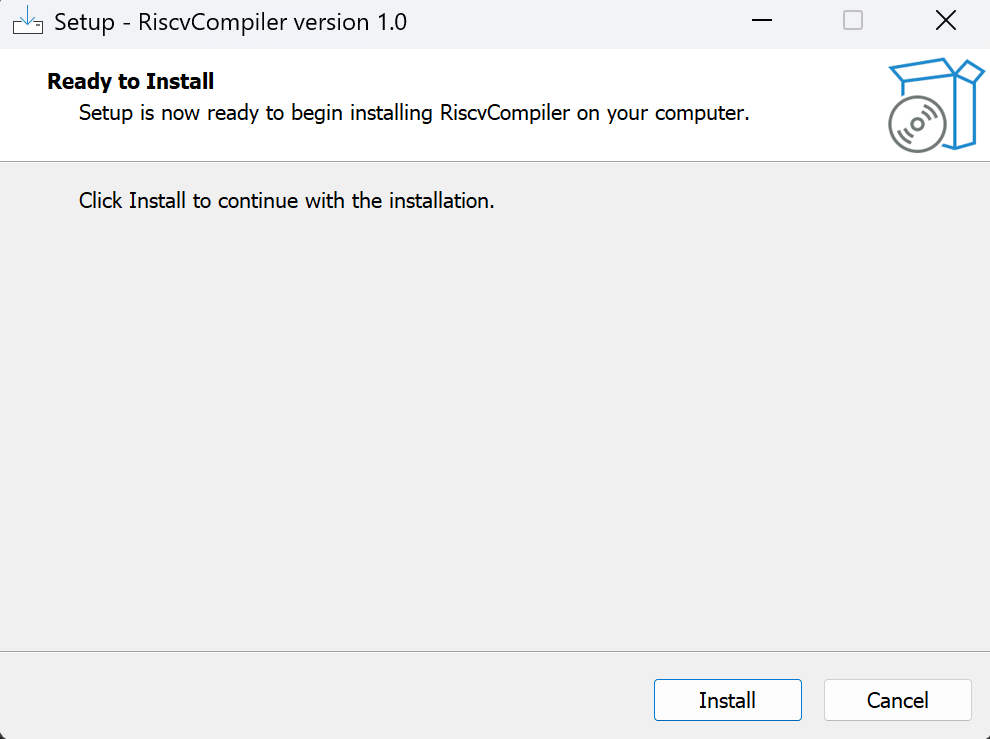 Setup - RiscvCompiler version 1.0
Ready to Install
Setup is now ready to begin installing RiscvCompiler on your computer.
Click Install to continue with the installation.
Install
Cancel